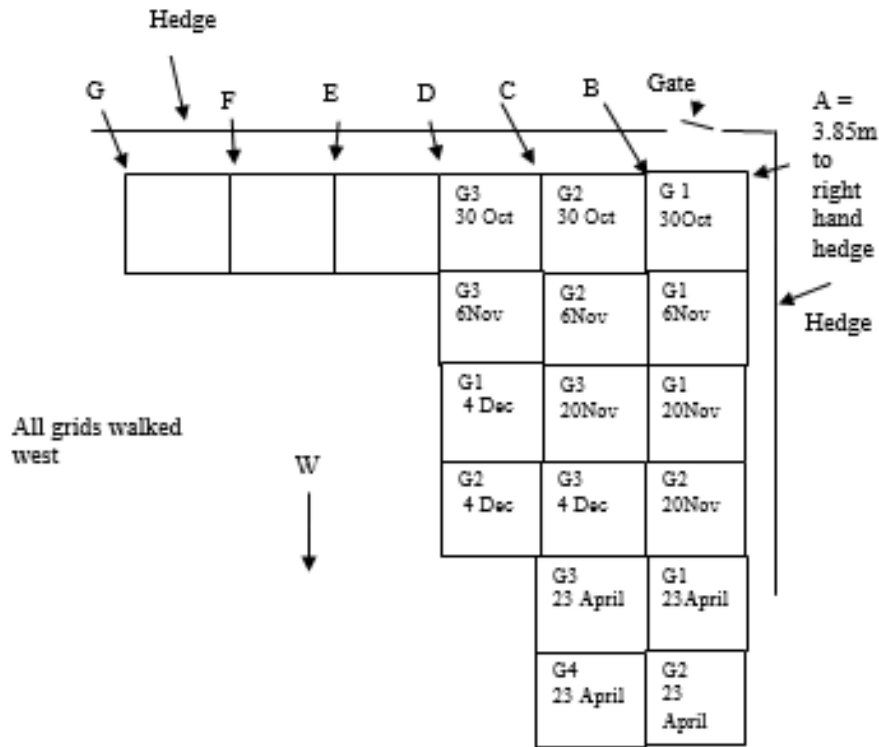 Hedge
G
F
E
D
C
B
Gate
A =
3.85m
to
right
hand
hedge
G3
30 Oct
G2
30 Oct
G 1
30Oct
G3
6Nov
G2
6Nov
G1
6Nov
Hedge
G1
4 Dec
G3
20Nov
G1
20Nov
All grids walked
west
W
G2
4 Dec
G3
4 Dec
G2
20Nov
G3
23 April
G1
23April
G4
23 April
G2
23
April